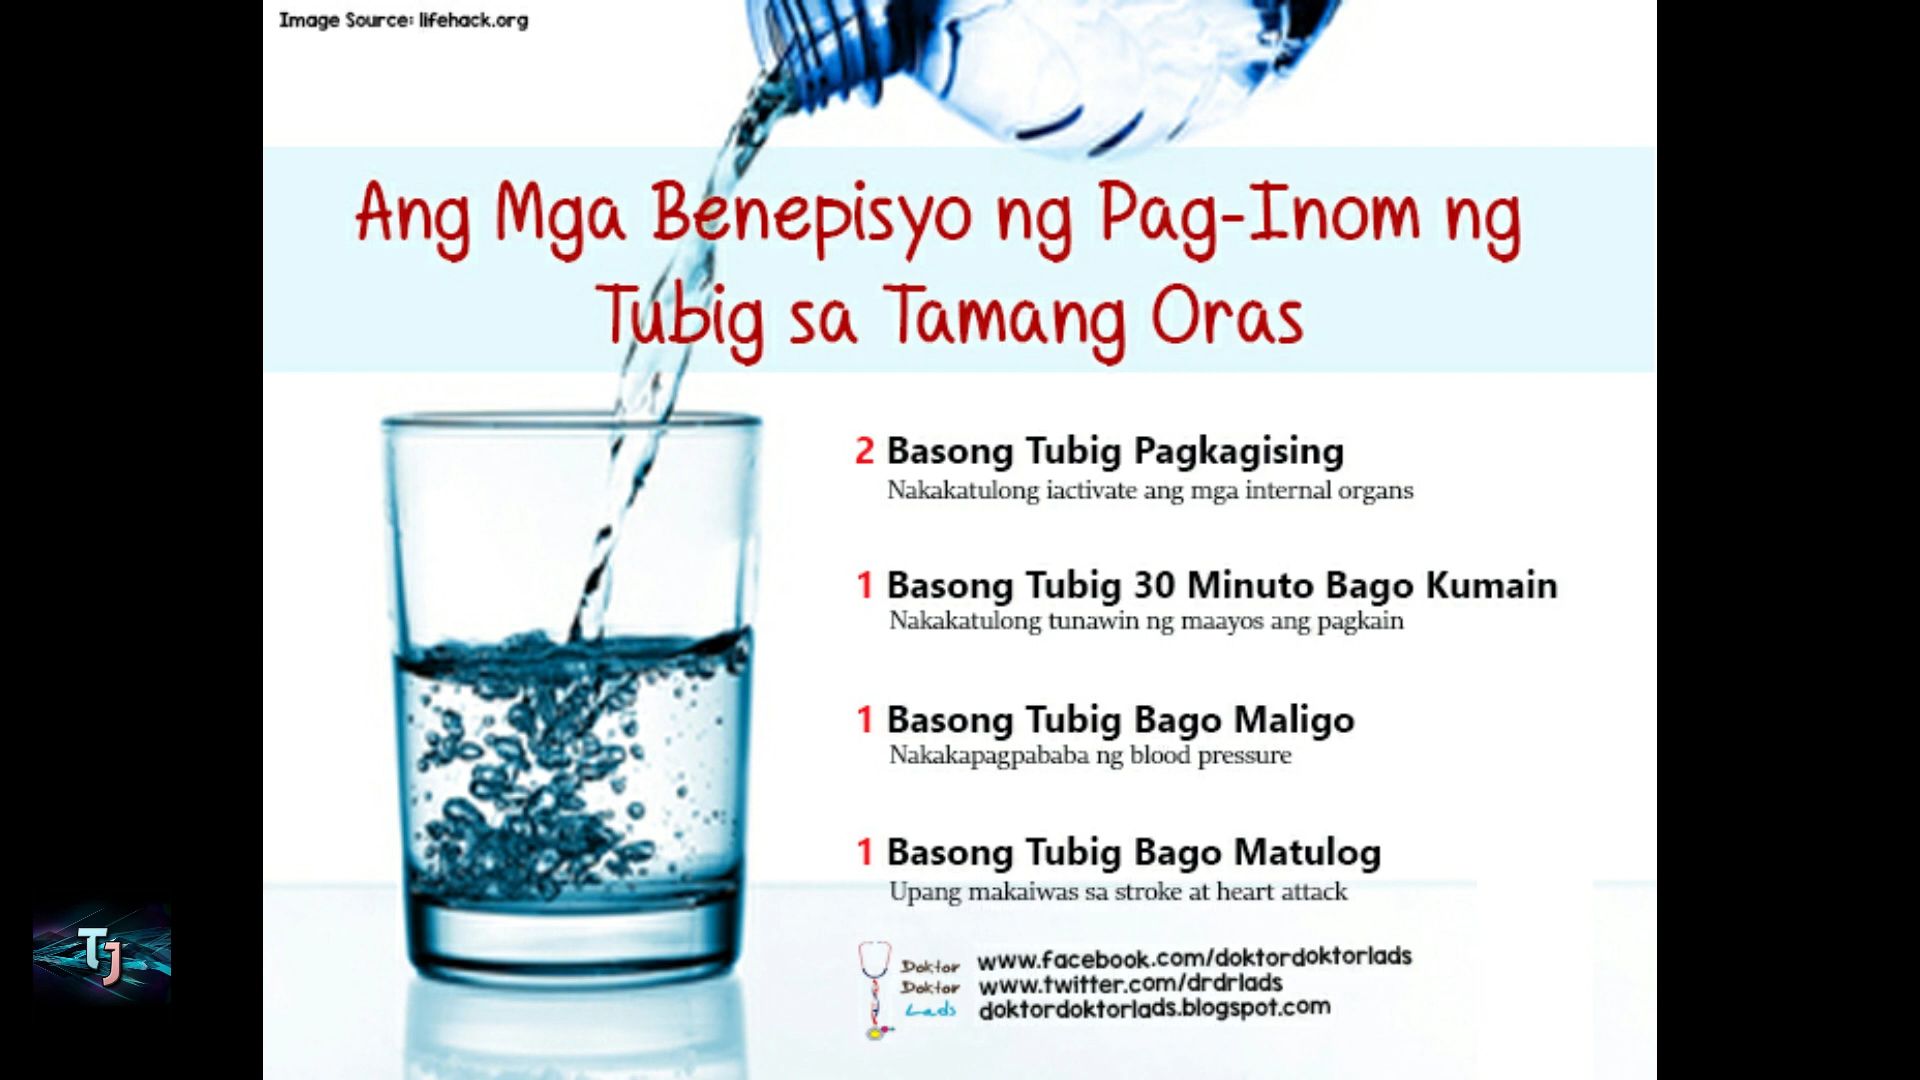 Image Source: lifehack.org
Ang Mga Benepisyo ng Pag-Inom ng
Tubig sa Tamang Oras
2 Basong Tubig Pagkagising
Nakakatulong iactivate ang mga internal organs
1 Basong Tubig 30 Minuto Bago Kumain
Nakakatulong tunawin ng maayos ang pagkain
1 Basong Tubig Bago Maligo
Nakakapagpababa ng blood pressure
1 Basong Tubig Bago Matulog
Upang makaiwas sa stroke at heart attack
Doktor
Doktor
Lads
www.facebook.com/doktordoktorlads
www.twitter.com/drdrlads
doktordoktorlads.blogspot.com
TJ